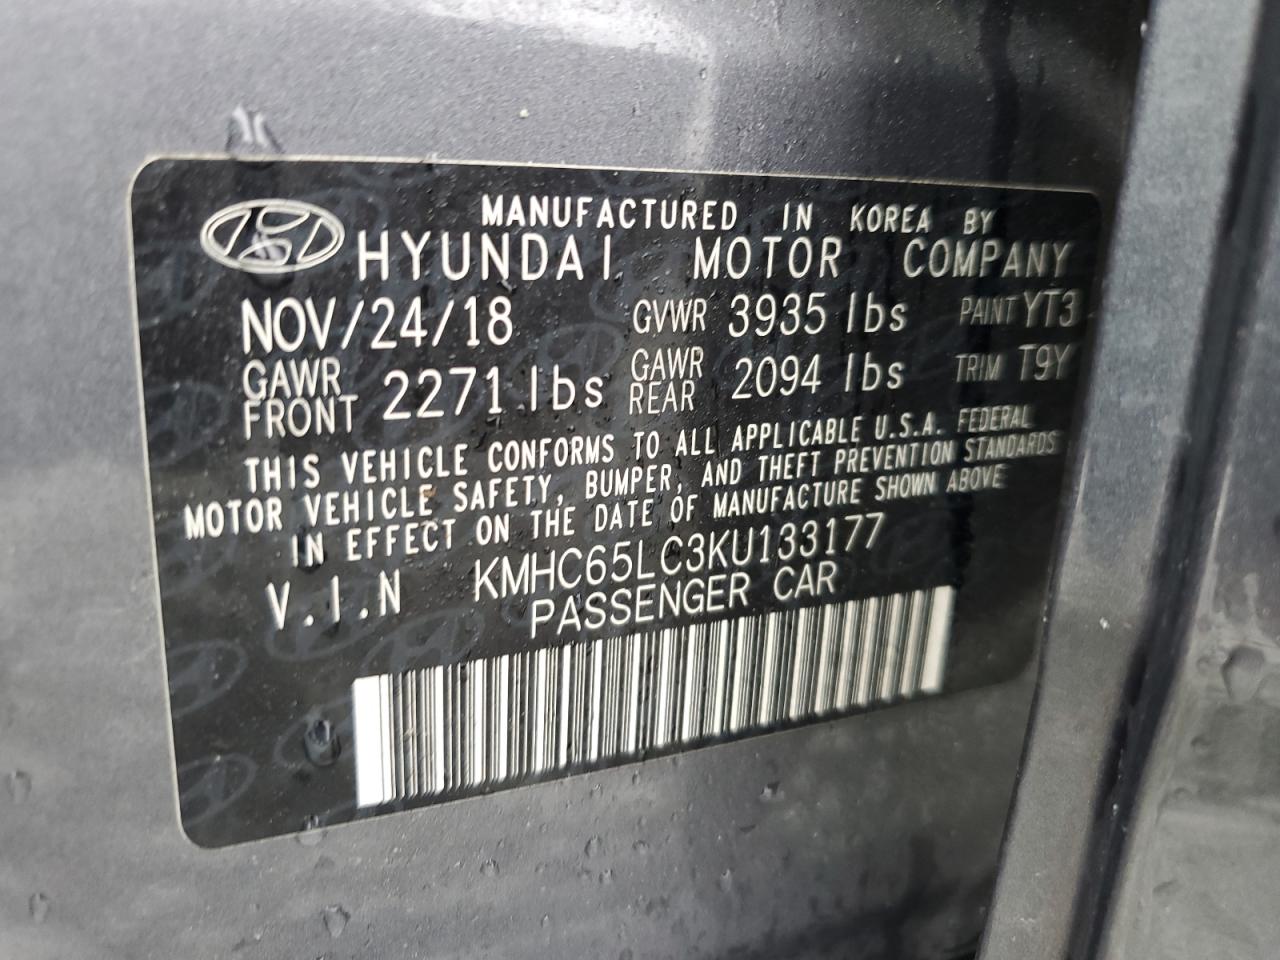 MANUFACTURED IN KOREA BY
HYUNDAI MOTOR COMPANY
NOV/24/18 GVWR 3935 lbs PAINT YT3
GAWR FRONT 2271 lbs GAWR REAR 2094 lbs TRIM T9Y
THIS VEHICLE CONFORMS TO ALL APPLICABLE U.S.A. FEDERAL
MOTOR VEHICLE SAFETY, BUMPER, AND THEFT PREVENTION STANDARDS
IN EFFECT ON THE DATE OF MANUFACTURE SHOWN ABOVE
V.I.N KMHC65LC3KU133177
PASSENGER CAR